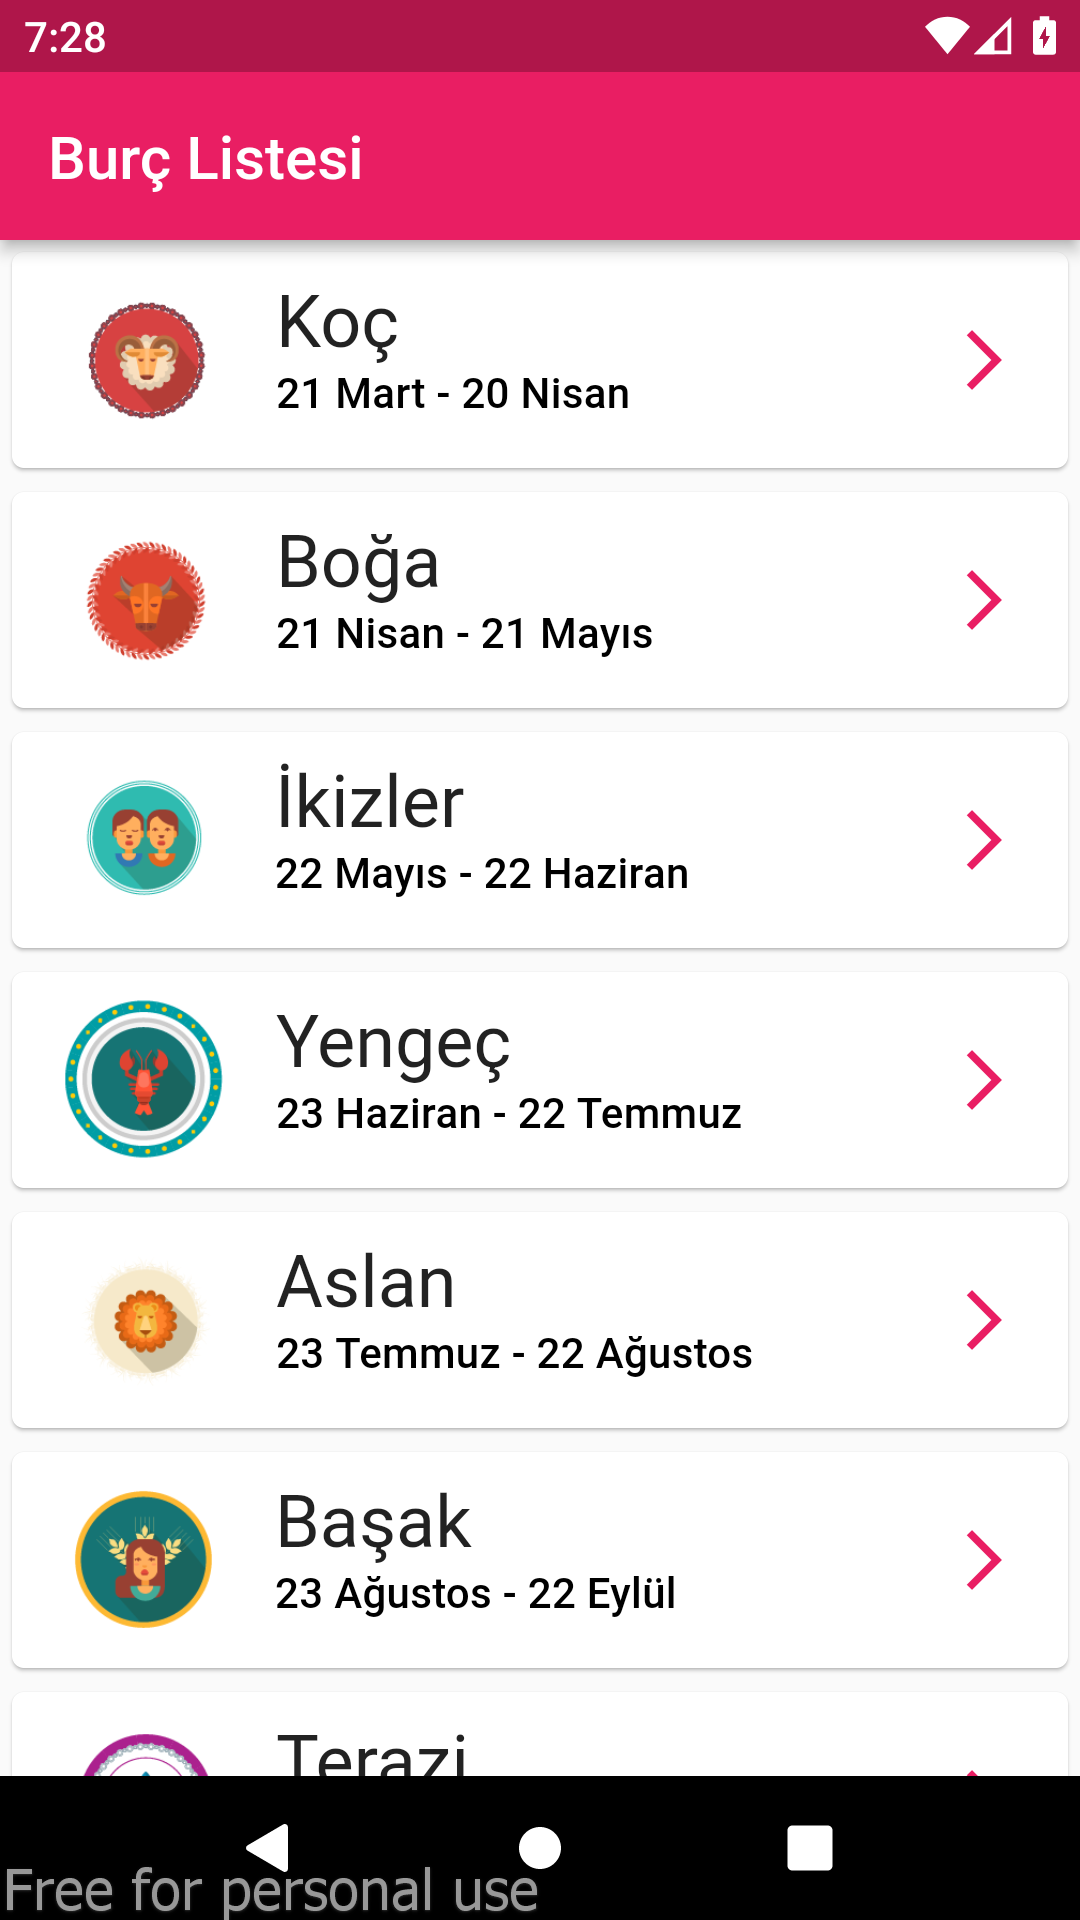 7:28
Burç Listesi
Koç
21 Mart - 20 Nisan
Boğa
21 Nisan - 21 Mayıs
İkizler
22 Mayıs - 22 Haziran
Yengeç
23 Haziran - 22 Temmuz
Aslan
23 Temmuz - 22 Ağustos
Başak
23 Ağustos - 22 Eylül
Terazi
Free for personal use